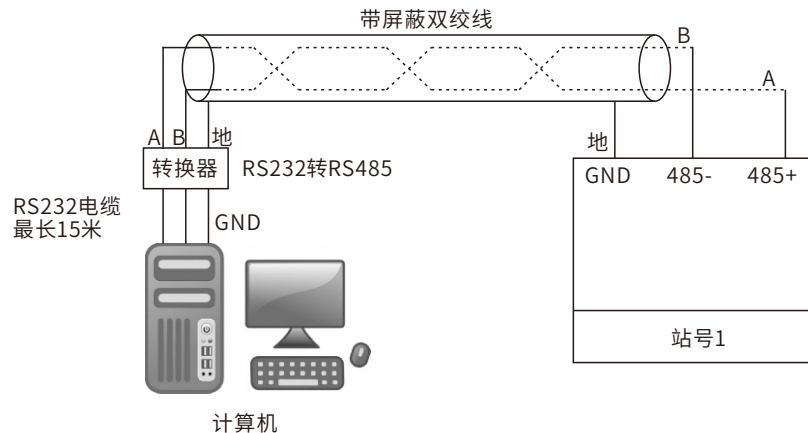 带屏蔽双绞线
B
A
A B 地
地
转换器 RS232转RS485
GND 485- 485+
RS232电缆
最长15米
GND
站号1
计算机